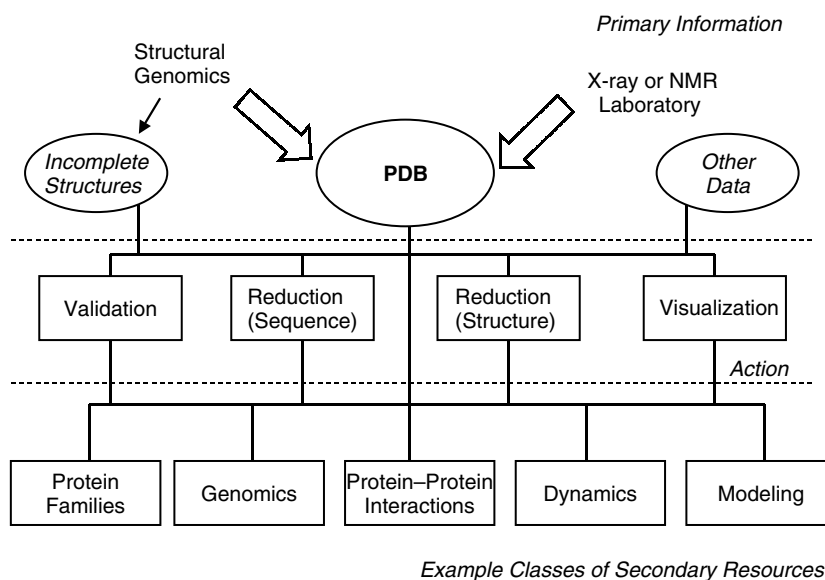 Primary Information
Structural
Genomics
X-ray or NMR
Laboratory
Incomplete
Structures
PDB
Other
Data
Validation
Reduction
(Sequence)
Reduction
(Structure)
Visualization
Action
Protein
Families
Genomics
Protein–Protein
Interactions
Dynamics
Modeling
Example Classes of Secondary Resources